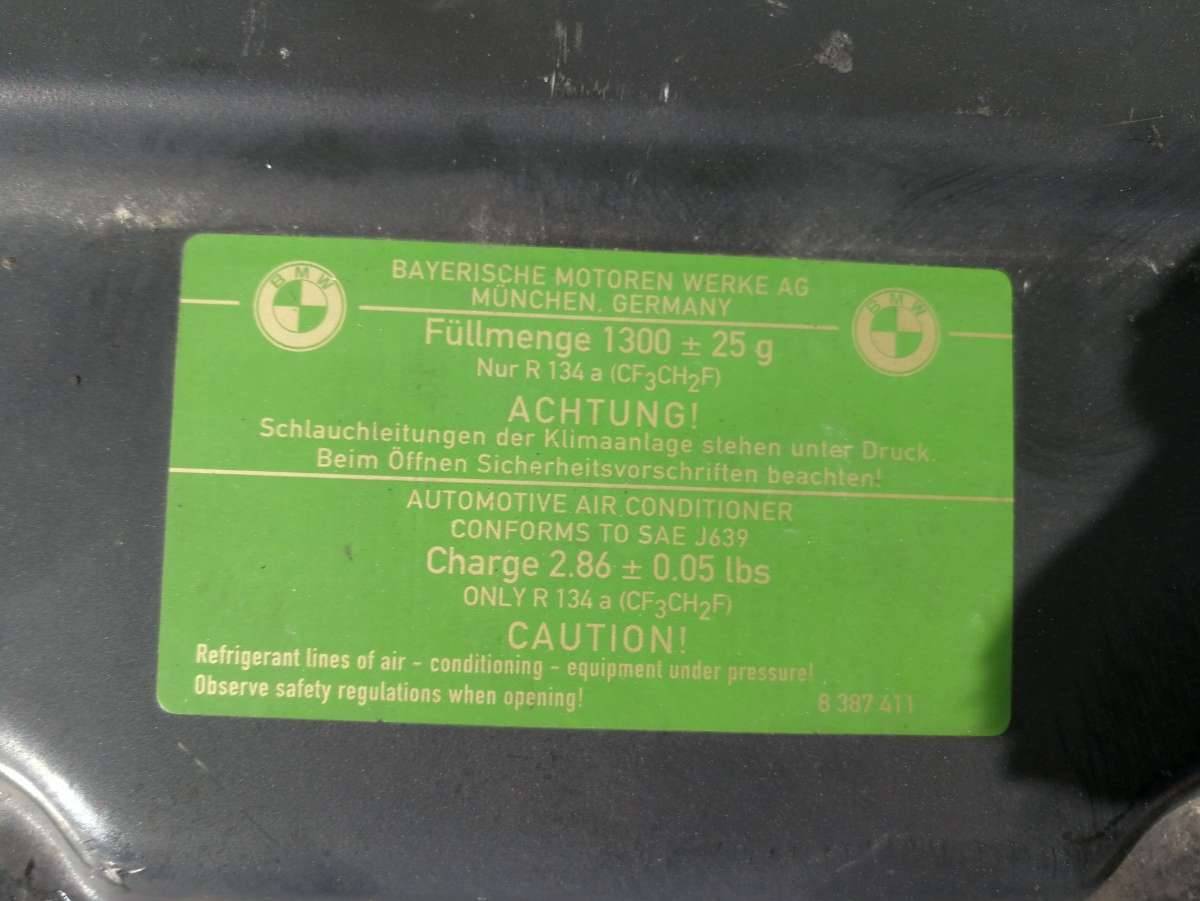 BMW
BAYERISCHE MOTOREN WERKE AG
MÜNCHEN, GERMANY
BMW
Füllmenge 1300 ± 25 g
Nur R 134 a (CF₃CH₂F)
ACHTUNG!
Schlauchleitungen der Klimaanlage stehen unter Druck.
Beim Öffnen Sicherheitsvorschriften beachten!
AUTOMOTIVE AIR CONDITIONER
CONFORMS TO SAE J639
Charge 2.86 ± 0.05 lbs
ONLY R 134 a (CF₃CH₂F)
CAUTION!
Refrigerant lines of air - conditioning - equipment under pressure!
Observe safety regulations when opening!
8 387 411